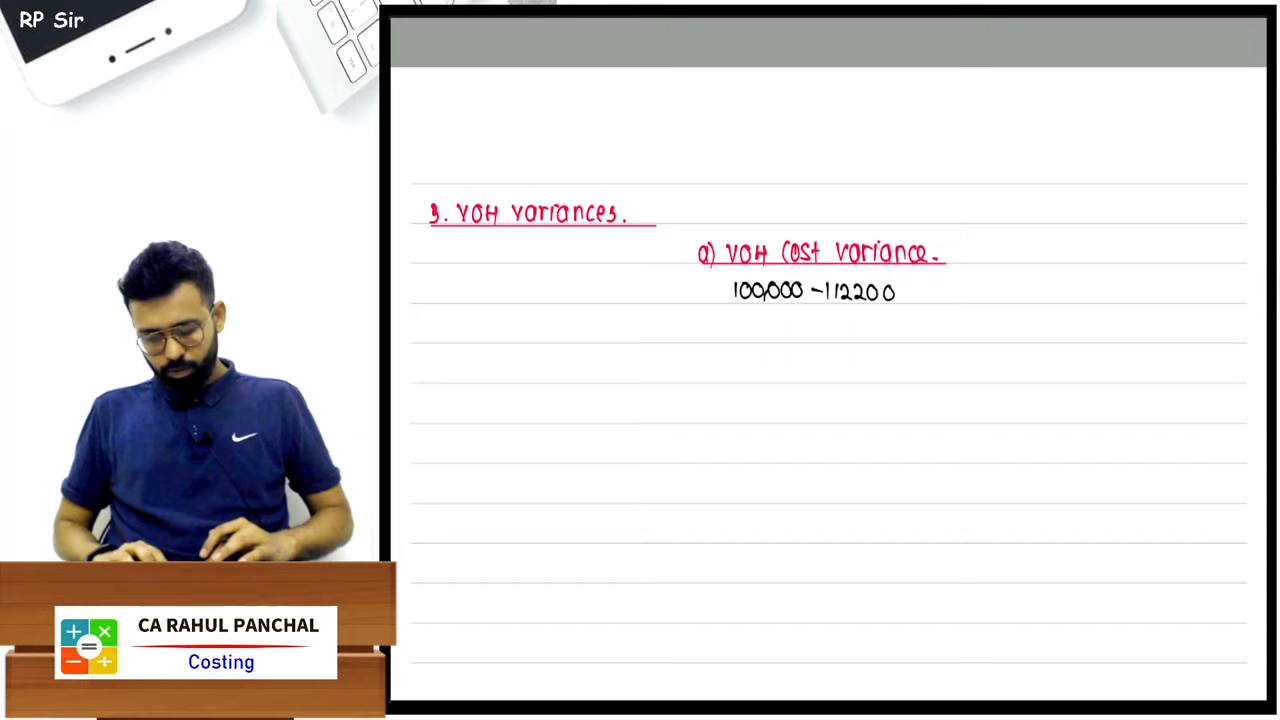 RP Sir
3. VOH variances.
a) VOH Cost variance.
100,000 - 112200
CA RAHUL PANCHAL
Costing